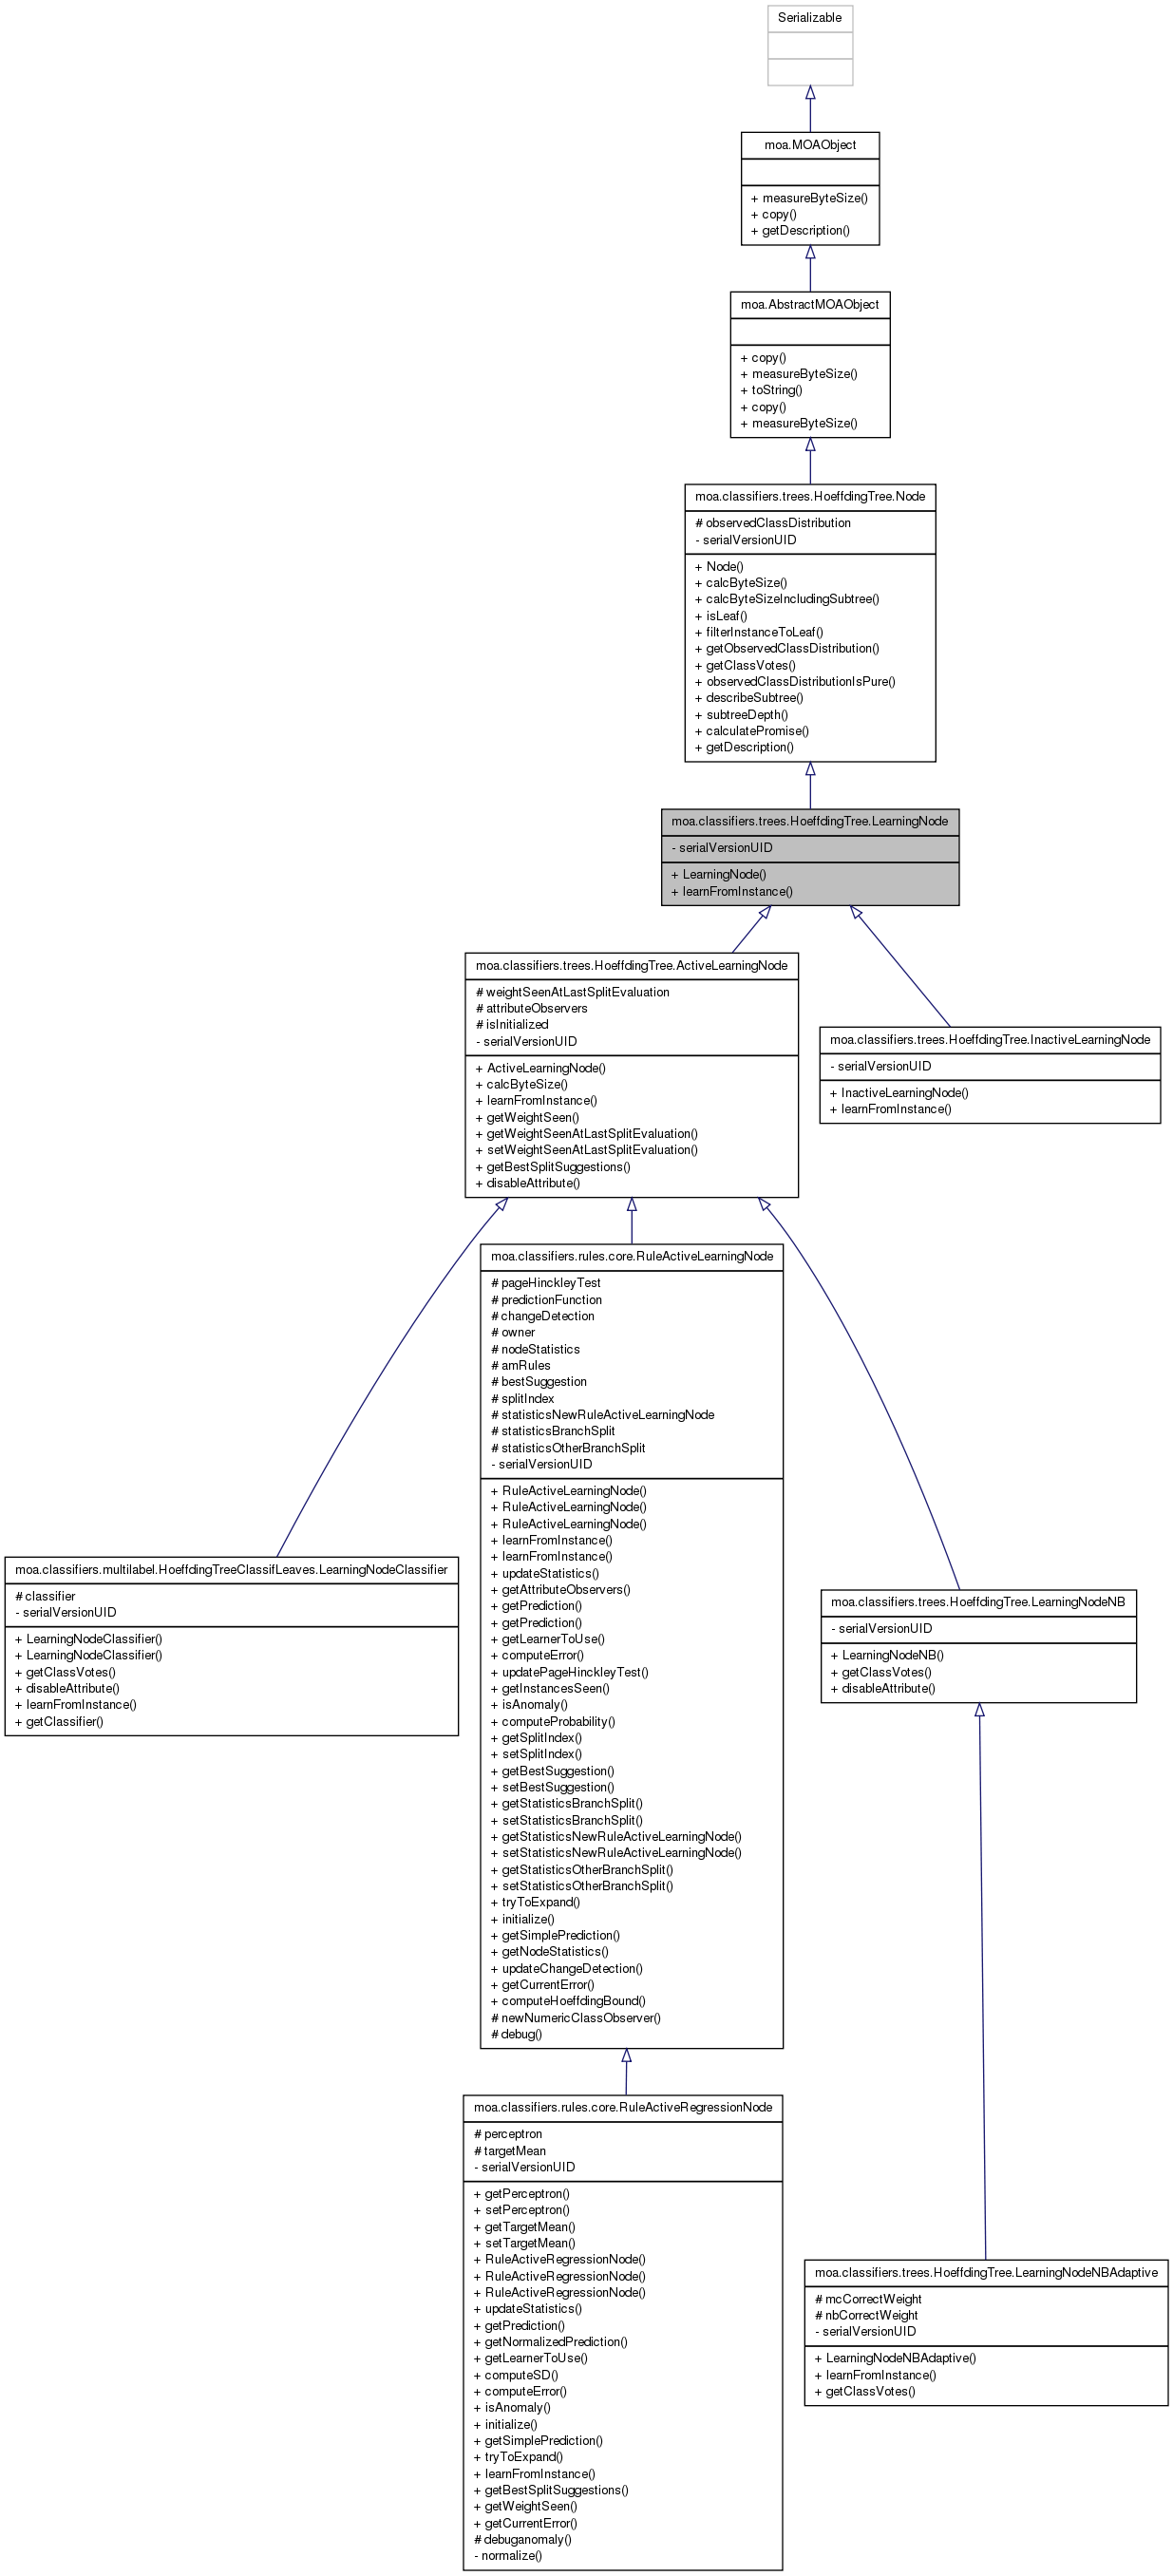 Serializable
moa.MOAObject
+ measureByteSize()
+ copy()
+ getDescription()
moa.AbstractMOAObject
+ copy()
+ measureByteSize()
+ toString()
+ copy()
+ measureByteSize()
moa.classifiers.trees.HoeffdingTree.Node
# observedClassDistribution
- serialVersionUID
+ Node()
+ calcByteSize()
+ calcByteSizeIncludingSubtree()
+ isLeaf()
+ filterInstanceToLeaf()
+ getObservedClassDistribution()
+ getClassVotes()
+ observedClassDistributionIsPure()
+ describeSubtree()
+ subtreeDepth()
+ calculatePromise()
+ getDescription()
moa.classifiers.trees.HoeffdingTree.LearningNode
- serialVersionUID
+ LearningNode()
+ learnFromInstance()
moa.classifiers.trees.HoeffdingTree.ActiveLearningNode
# weightSeenAtLastSplitEvaluation
# attributeObservers
# isInitialized
- serialVersionUID
+ ActiveLearningNode()
+ calcByteSize()
+ learnFromInstance()
+ getWeightSeen()
+ getWeightSeenAtLastSplitEvaluation()
+ setWeightSeenAtLastSplitEvaluation()
+ getBestSplitSuggestions()
+ disableAttribute()
moa.classifiers.trees.HoeffdingTree.InactiveLearningNode
- serialVersionUID
+ InactiveLearningNode()
+ learnFromInstance()
moa.classifiers.rules.core.RuleActiveLearningNode
# pageHinckleyTest
# predictionFunction
# changeDetection
# owner
# nodeStatistics
# amRules
# bestSuggestion
# splitIndex
# statisticsNewRuleActiveLearningNode
# statisticsBranchSplit
# statisticsOtherBranchSplit
- serialVersionUID
+ RuleActiveLearningNode()
+ RuleActiveLearningNode()
+ RuleActiveLearningNode()
+ learnFromInstance()
+ learnFromInstance()
+ updateStatistics()
+ getAttributeObservers()
+ getPrediction()
+ getPrediction()
+ getLearnerToUse()
+ computeError()
+ updatePageHinckleyTest()
+ getInstancesSeen()
+ isAnomaly()
+ computeProbability()
+ getSplitIndex()
+ setSplitIndex()
+ getBestSuggestion()
+ setBestSuggestion()
+ getStatisticsBranchSplit()
+ setStatisticsBranchSplit()
+ getStatisticsNewRuleActiveLearningNode()
+ setStatisticsNewRuleActiveLearningNode()
+ getStatisticsOtherBranchSplit()
+ setStatisticsOtherBranchSplit()
+ tryToExpand()
+ initialize()
+ getSimplePrediction()
+ getNodeStatistics()
+ updateChangeDetection()
+ getCurrentError()
+ computeHoeffdingBound()
# newNumericClassObserver()
# debug()
moa.classifiers.multilabel.HoeffdingTreeClassifLeaves.LearningNodeClassifier
# classifier
- serialVersionUID
+ LearningNodeClassifier()
+ LearningNodeClassifier()
+ getClassVotes()
+ disableAttribute()
+ learnFromInstance()
+ getClassifier()
moa.classifiers.trees.HoeffdingTree.LearningNodeNB
- serialVersionUID
+ LearningNodeNB()
+ getClassVotes()
+ disableAttribute()
moa.classifiers.rules.core.RuleActiveRegressionNode
# perceptron
# targetMean
- serialVersionUID
+ getPerceptron()
+ setPerceptron()
+ getTargetMean()
+ setTargetMean()
+ RuleActiveRegressionNode()
+ RuleActiveRegressionNode()
+ RuleActiveRegressionNode()
+ updateStatistics()
+ getPrediction()
+ getNormalizedPrediction()
+ getLearnerToUse()
+ computeSD()
+ computeError()
+ isAnomaly()
+ initialize()
+ getSimplePrediction()
+ tryToExpand()
+ learnFromInstance()
+ getBestSplitSuggestions()
+ getWeightSeen()
+ getCurrentError()
# debuganomaly()
- normalize()
moa.classifiers.trees.HoeffdingTree.LearningNodeNBAdaptive
# mcCorrectWeight
# nbCorrectWeight
- serialVersionUID
+ LearningNodeNBAdaptive()
+ learnFromInstance()
+ getClassVotes()